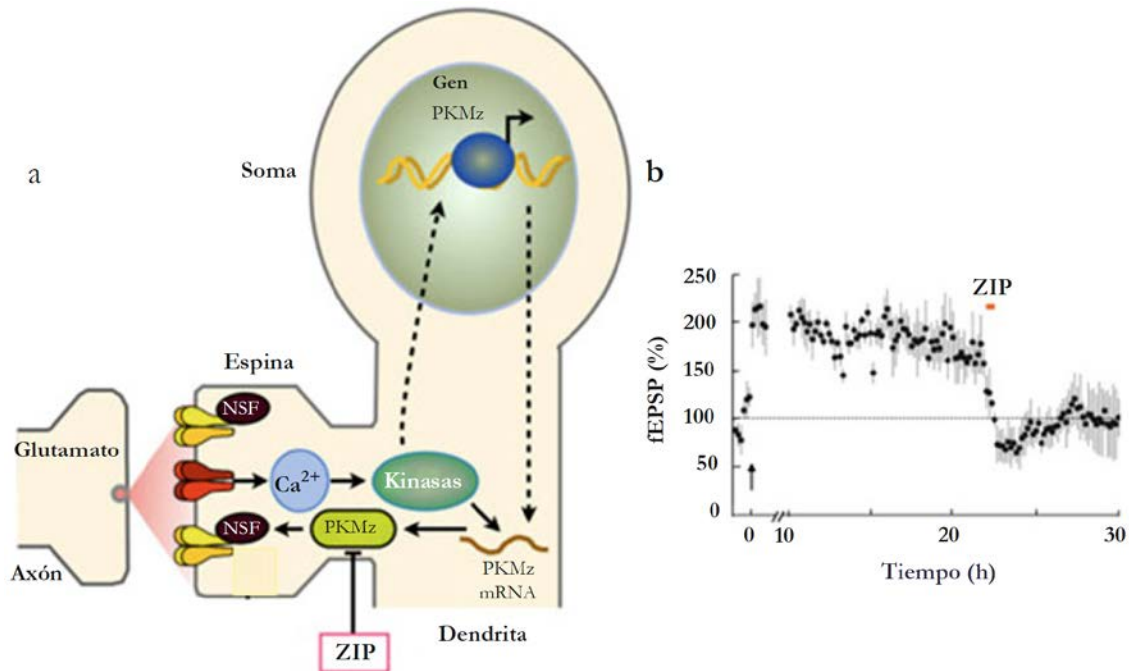 a
Soma
Gen
PKMz
Espina
NSF
Glutamato
Ca2+
Kinasas
NSF
PKMz
Axón
PKMz
mRNA
ZIP
Dendrita
b
ZIP
fEPSP (%)
250
200
150
100
50
0
0 10 20 30
Tiempo (h)